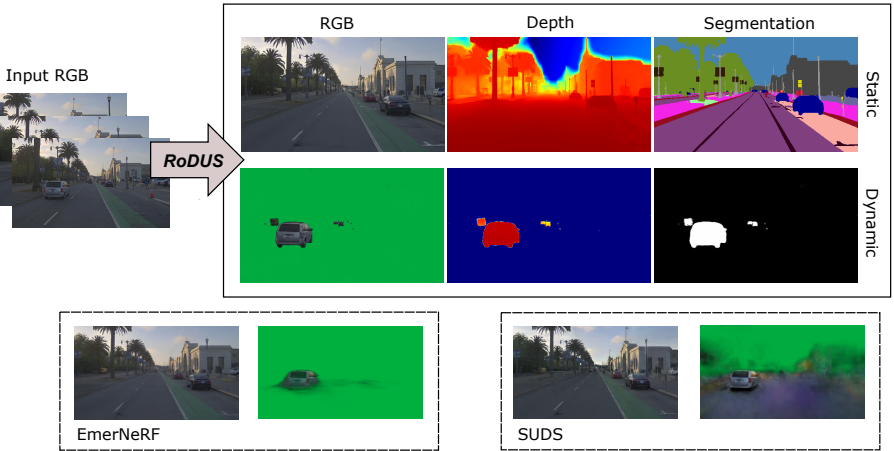 RGB
Depth
Segmentation
Input RGB
Static
RoDUS
Dynamic
EmerNeRF
SUDS